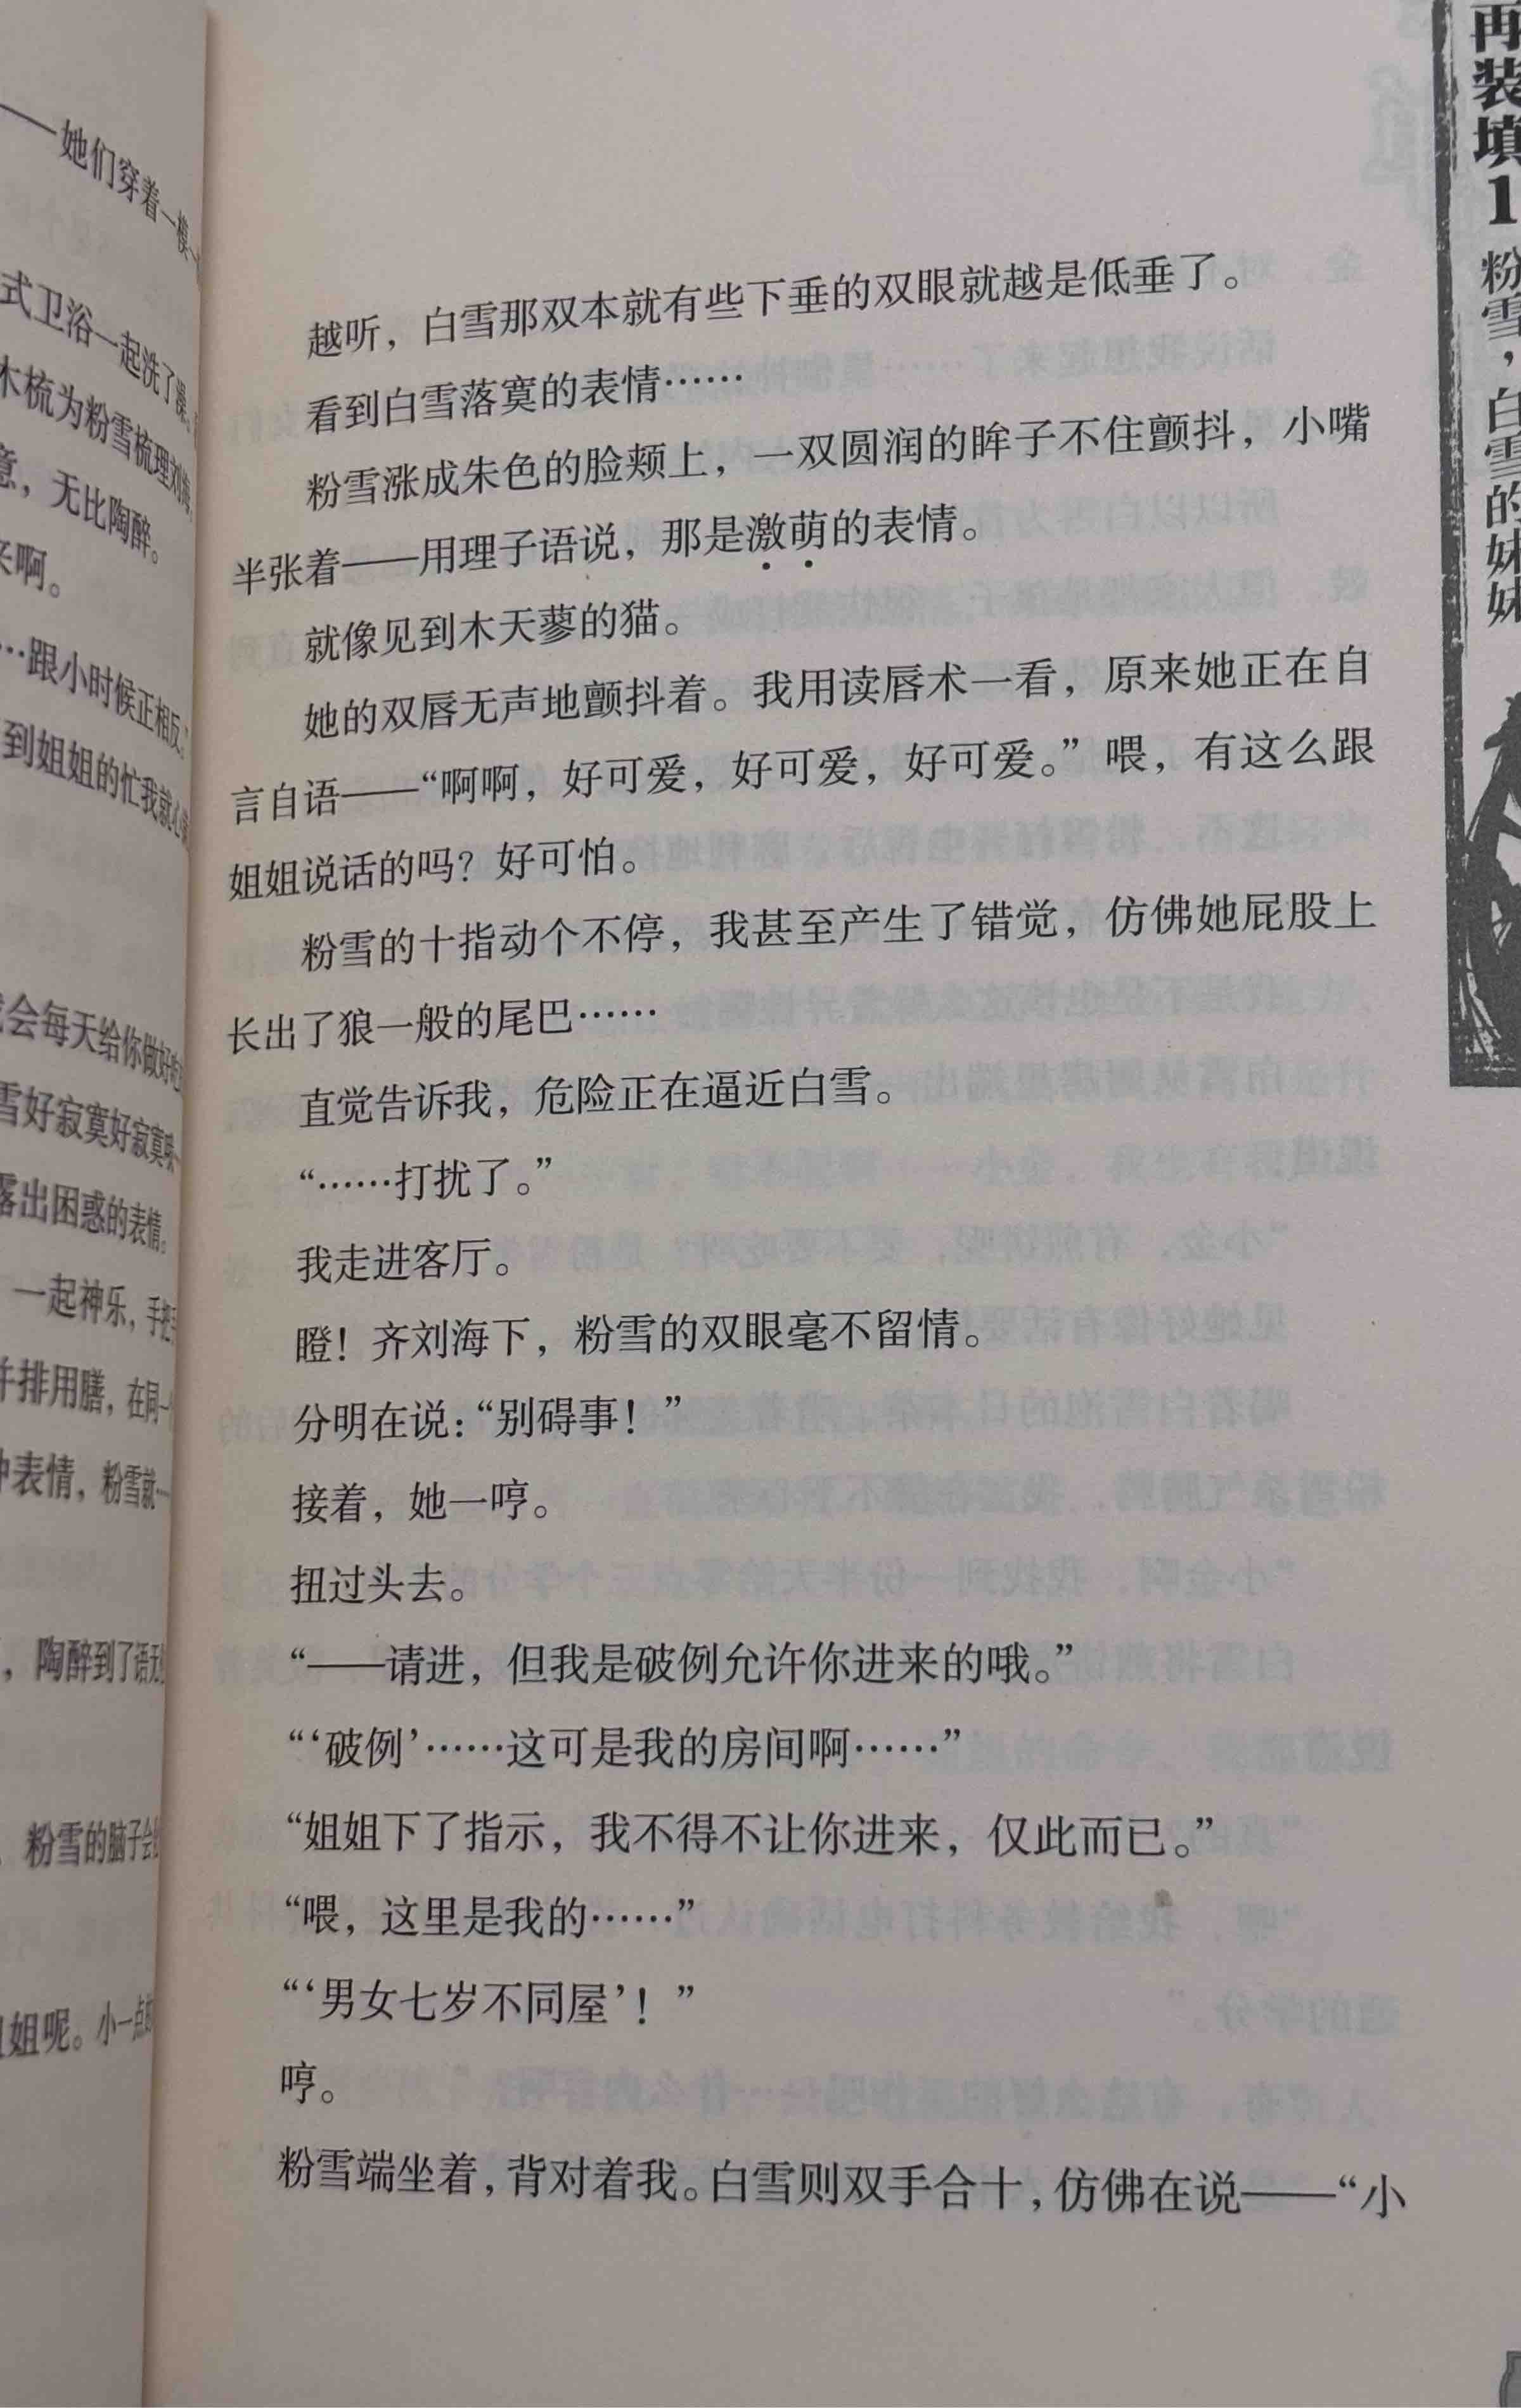 ——她们穿着一模一
式卫浴一起洗了澡。
木梳为粉雪梳理刘海，
意，无比陶醉。
来啊。
…跟小时候正相反。
到姐姐的忙我就心
会每天给你做好吃
雪好寂寞好寂寞
露出困惑的表情。
一起神乐，手把手
并排用膳，在同一
种表情，粉雪就…
，陶醉到了语无
，粉雪的脑子会
姐姐呢。小一点
越听，白雪那双本就有些下垂的双眼就越是低垂了。
看到白雪落寞的表情……
粉雪涨成朱色的脸颊上，一双圆润的眸子不住颤抖，小嘴
半张着——用理子语说，那是激萌的表情。
就像见到木天蓼的猫。
她的双唇无声地颤抖着。我用读唇术一看，原来她正在自
言自语——“啊啊，好可爱，好可爱，好可爱。”喂，有这么跟
姐姐说话的吗？好可怕。
粉雪的十指动个不停，我甚至产生了错觉，仿佛她屁股上
长出了狼一般的尾巴……
直觉告诉我，危险正在逼近白雪。
“……打扰了。”
我走进客厅。
瞪！齐刘海下，粉雪的双眼毫不留情。
分明在说：“别碍事！”
接着，她一哼。
扭过头去。
“——请进，但我是破例允许你进来的哦。”
“‘破例’……这可是我的房间啊……”
“姐姐下了指示，我不得不让你进来，仅此而已。”
“喂，这里是我的……”
“‘男女七岁不同屋’！”
哼。
粉雪端坐着，背对着我。白雪则双手合十，仿佛在说——“小
再装填1
粉雪，白雪的妹妹